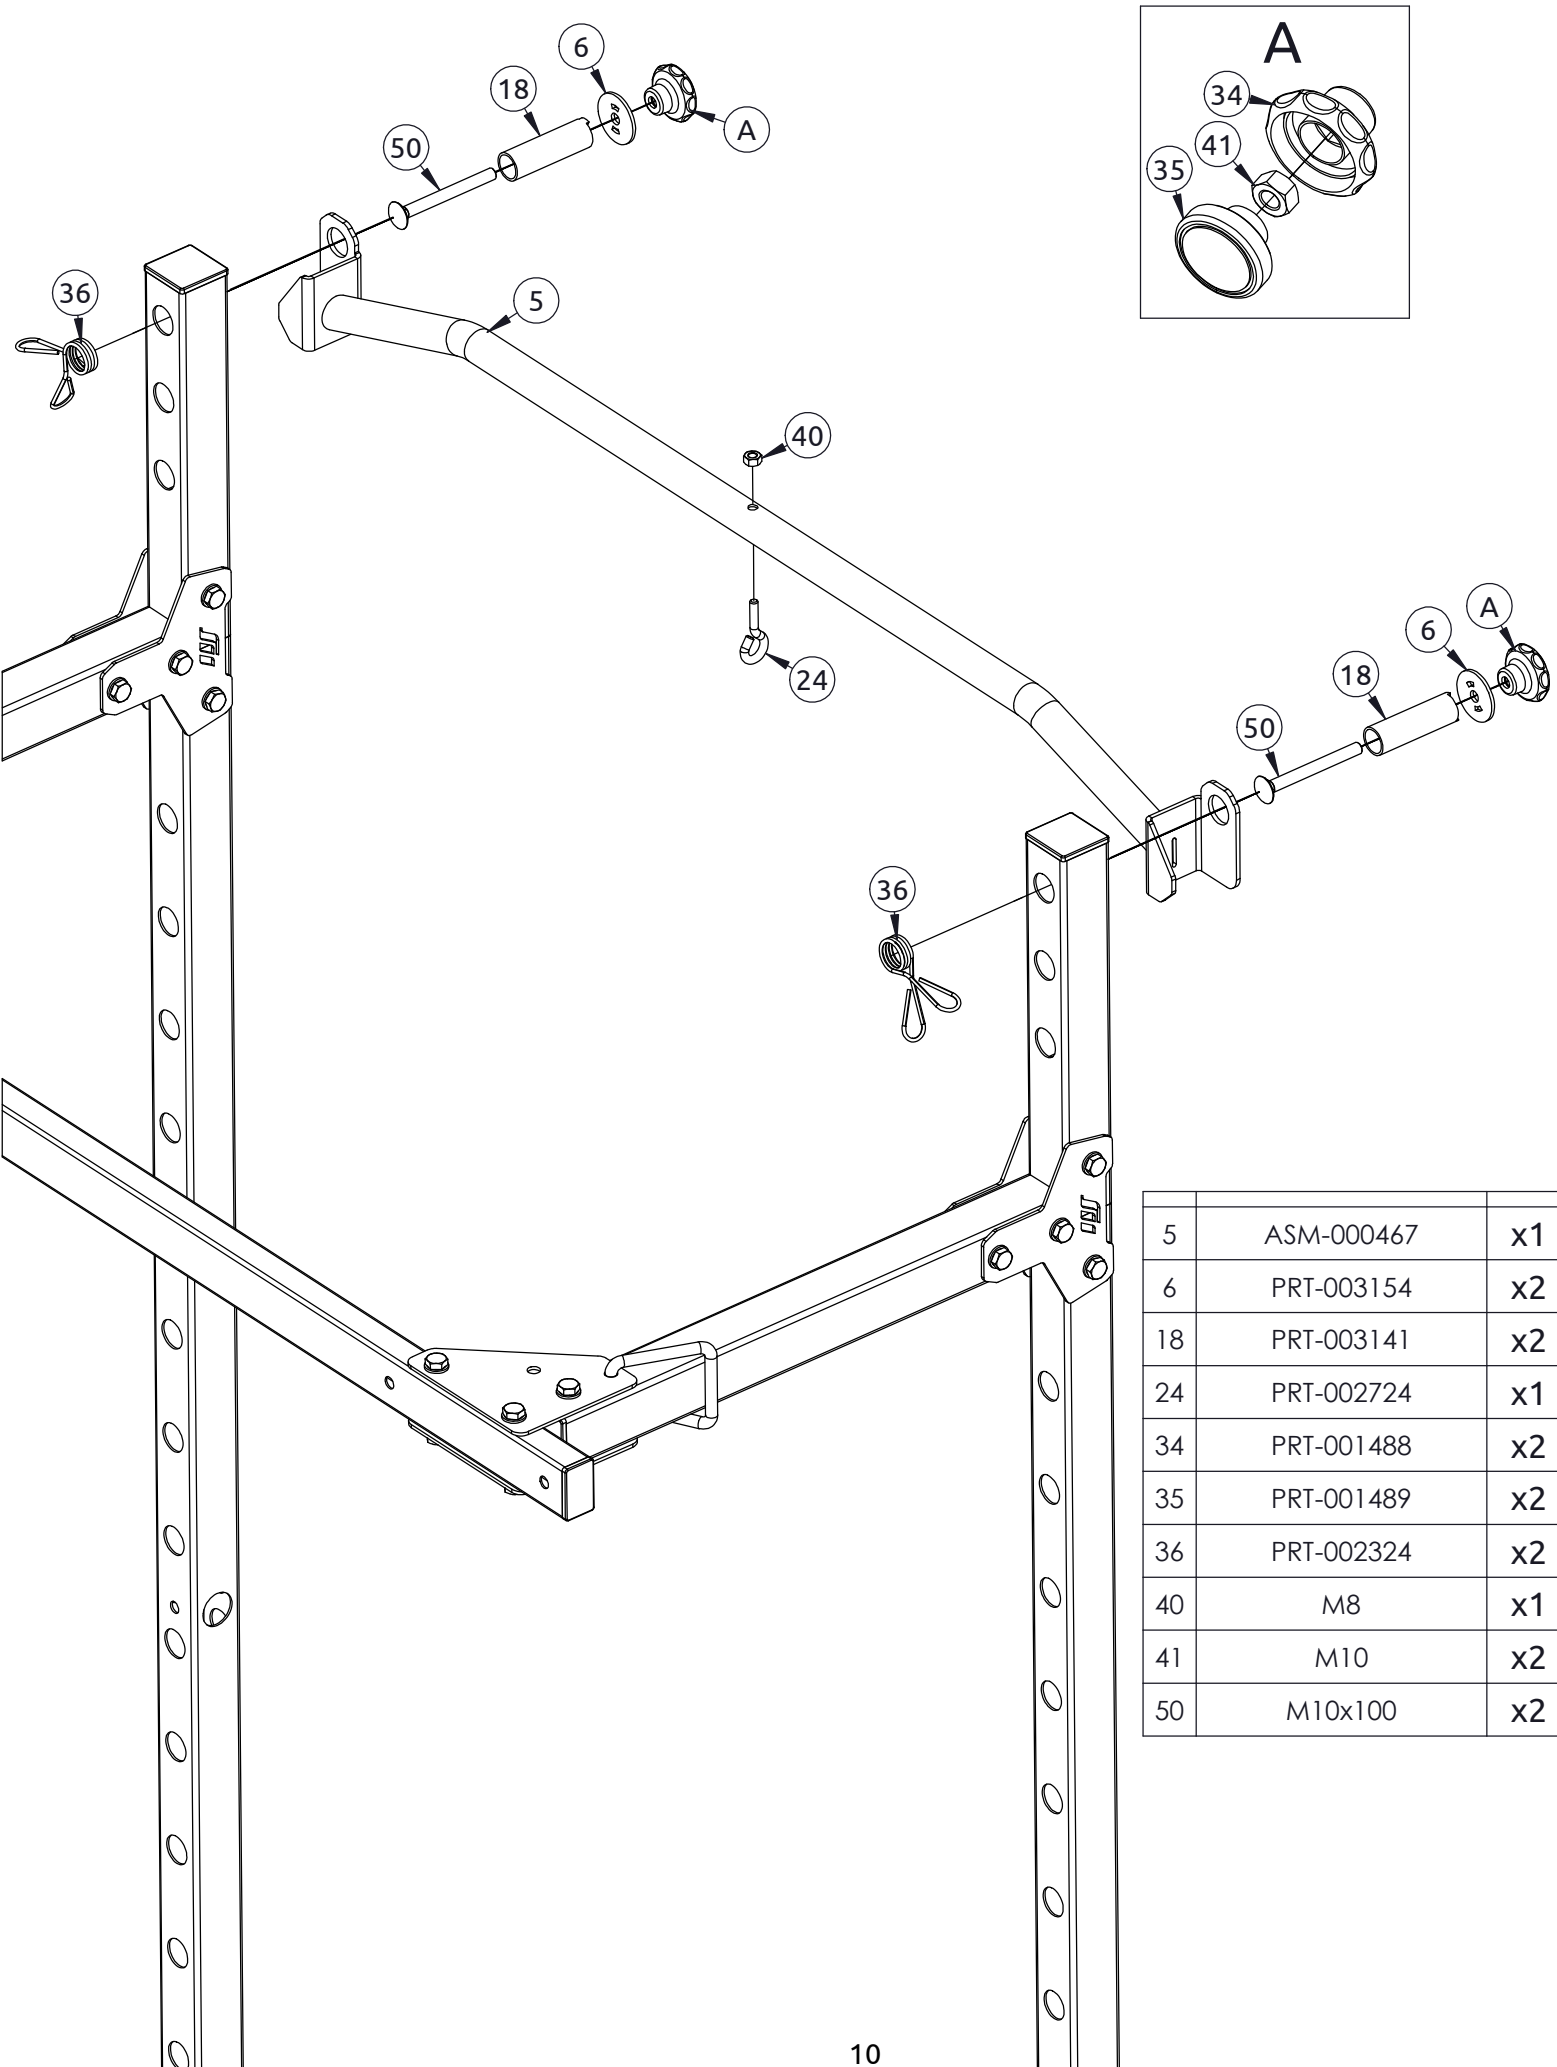 A
34
41
35
6
18
A
50
36
5
40
24
A
6
18
50
36
5 ASM-000467 x1
6 PRT-003154 x2
18 PRT-003141 x2
24 PRT-002724 x1
34 PRT-001488 x2
35 PRT-001489 x2
36 PRT-002324 x2
40 M8 x1
41 M10 x2
50 M10x100 x2
10